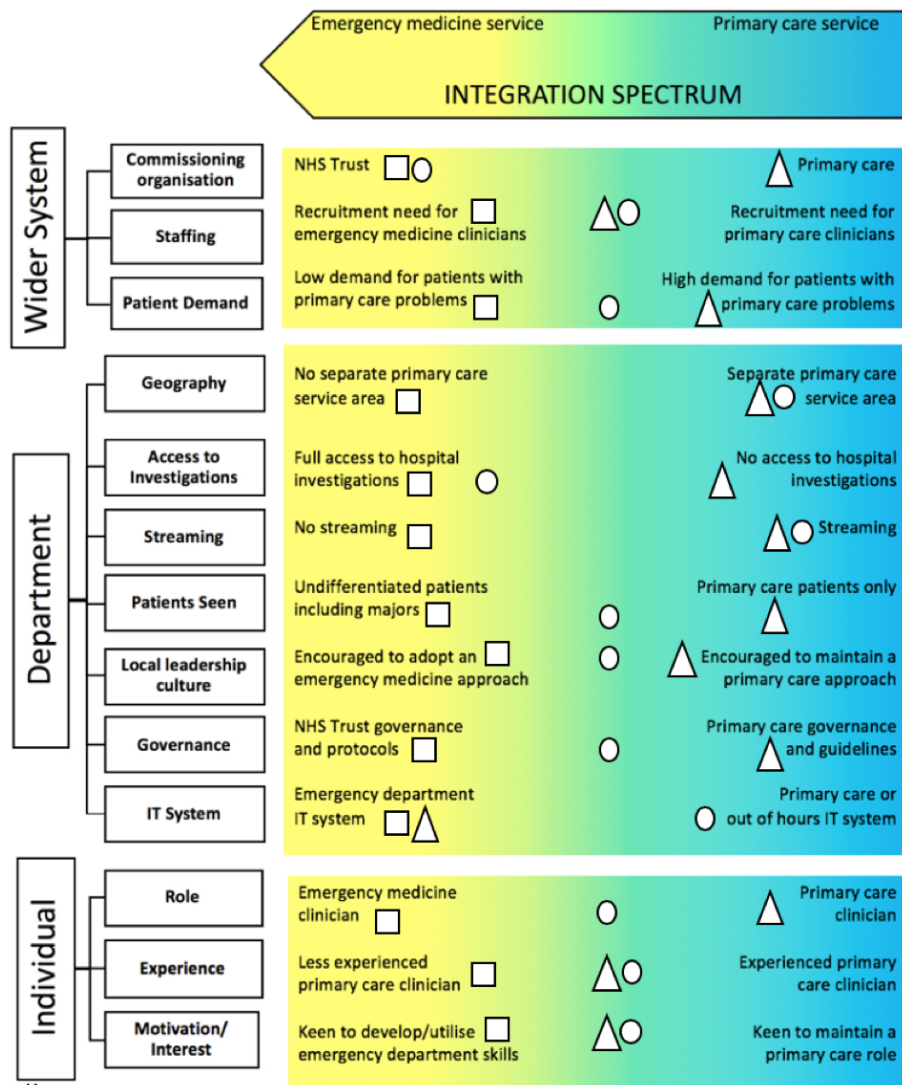 Emergency medicine service
Primary care service
INTEGRATION SPECTRUM
Wider System
Commissioning
organisation
NHS Trust
Primary care
Staffing
Recruitment need for
emergency medicine clinicians
Recruitment need for
primary care clinicians
Patient Demand
Low demand for patients with
primary care problems
High demand for patients with
primary care problems
Department
Geography
No separate primary care
service area
Separate primary care
service area
Access to
Investigations
Full access to hospital
investigations
No access to hospital
investigations
Streaming
No streaming
Streaming
Patients Seen
Undifferentiated patients
including majors
Primary care patients only
Local leadership
culture
Encouraged to adopt an
emergency medicine approach
Encouraged to maintain a
primary care approach
Governance
NHS Trust governance
and protocols
Primary care governance
and guidelines
IT System
Emergency department
IT system
Primary care or
out of hours IT system
Individual
Role
Emergency medicine
clinician
Primary care
clinician
Experience
Less experienced
primary care clinician
Experienced primary
care clinician
Motivation/
Interest
Keen to develop/utilise
emergency department skills
Keen to maintain a
primary care role